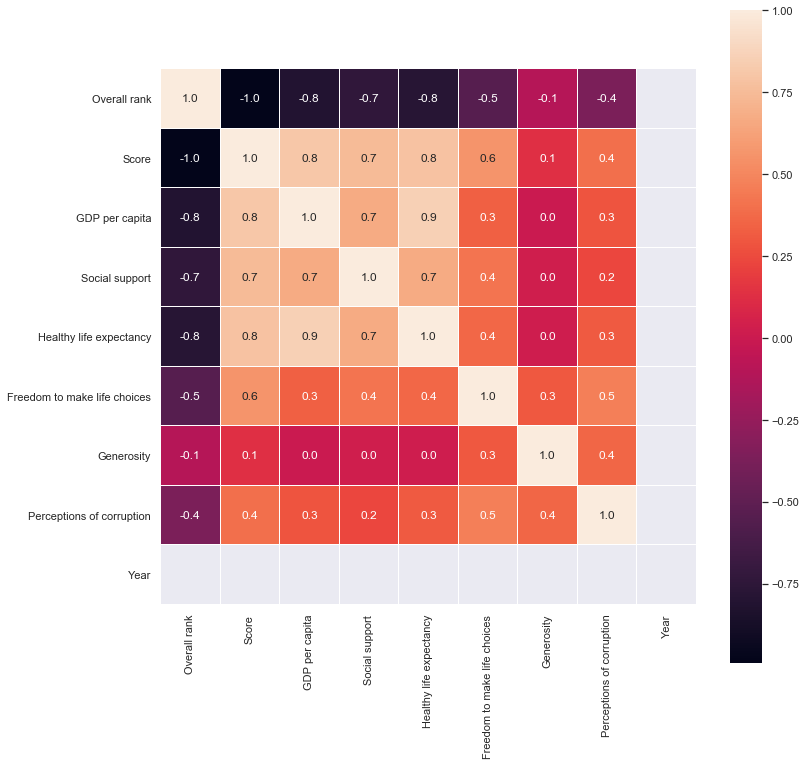 1.00
Overall rank 1.0 -1.0 -0.8 -0.7 -0.8 -0.5 -0.1 -0.4
0.75
Score -1.0 1.0 0.8 0.7 0.8 0.6 0.1 0.4
GDP per capita -0.8 0.8 1.0 0.7 0.9 0.3 0.0 0.3
0.50
Social support -0.7 0.7 0.7 1.0 0.7 0.4 0.0 0.2
0.25
Healthy life expectancy -0.8 0.8 0.9 0.7 1.0 0.4 0.0 0.3
0.00
Freedom to make life choices -0.5 0.6 0.3 0.4 0.4 1.0 0.3 0.5
−0.25
Generosity -0.1 0.1 0.0 0.0 0.0 0.3 1.0 0.4
−0.50
Perceptions of corruption -0.4 0.4 0.3 0.2 0.3 0.5 0.4 1.0
Year
−0.75
Overall rank
Score
GDP per capita
Social support
Healthy life expectancy
Freedom to make life choices
Generosity
Perceptions of corruption
Year